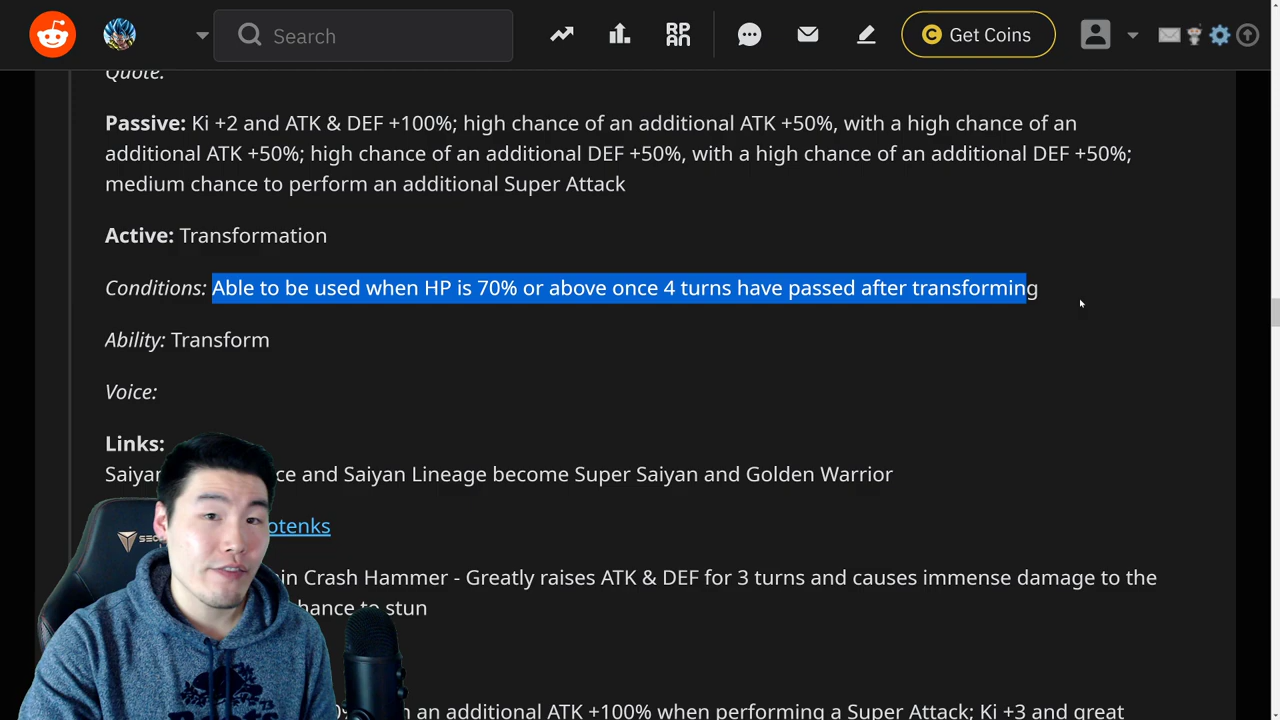 Search
RPAN
C Get Coins
Quote:
Passive: Ki +2 and ATK & DEF +100%; high chance of an additional ATK +50%, with a high chance of an
additional ATK +50%; high chance of an additional DEF +50%, with a high chance of an additional DEF +50%;
medium chance to perform an additional Super Attack
Active: Transformation
Conditions: Able to be used when HP is 70% or above once 4 turns have passed after transforming
Ability: Transform
Voice:
Links:
Saiyan ce and Saiyan Lineage become Super Saiyan and Golden Warrior
otenks
in Crash Hammer - Greatly raises ATK & DEF for 3 turns and causes immense damage to the
hance to stun
an additional ATK +100% when performing a Super Attack; Ki +3 and great